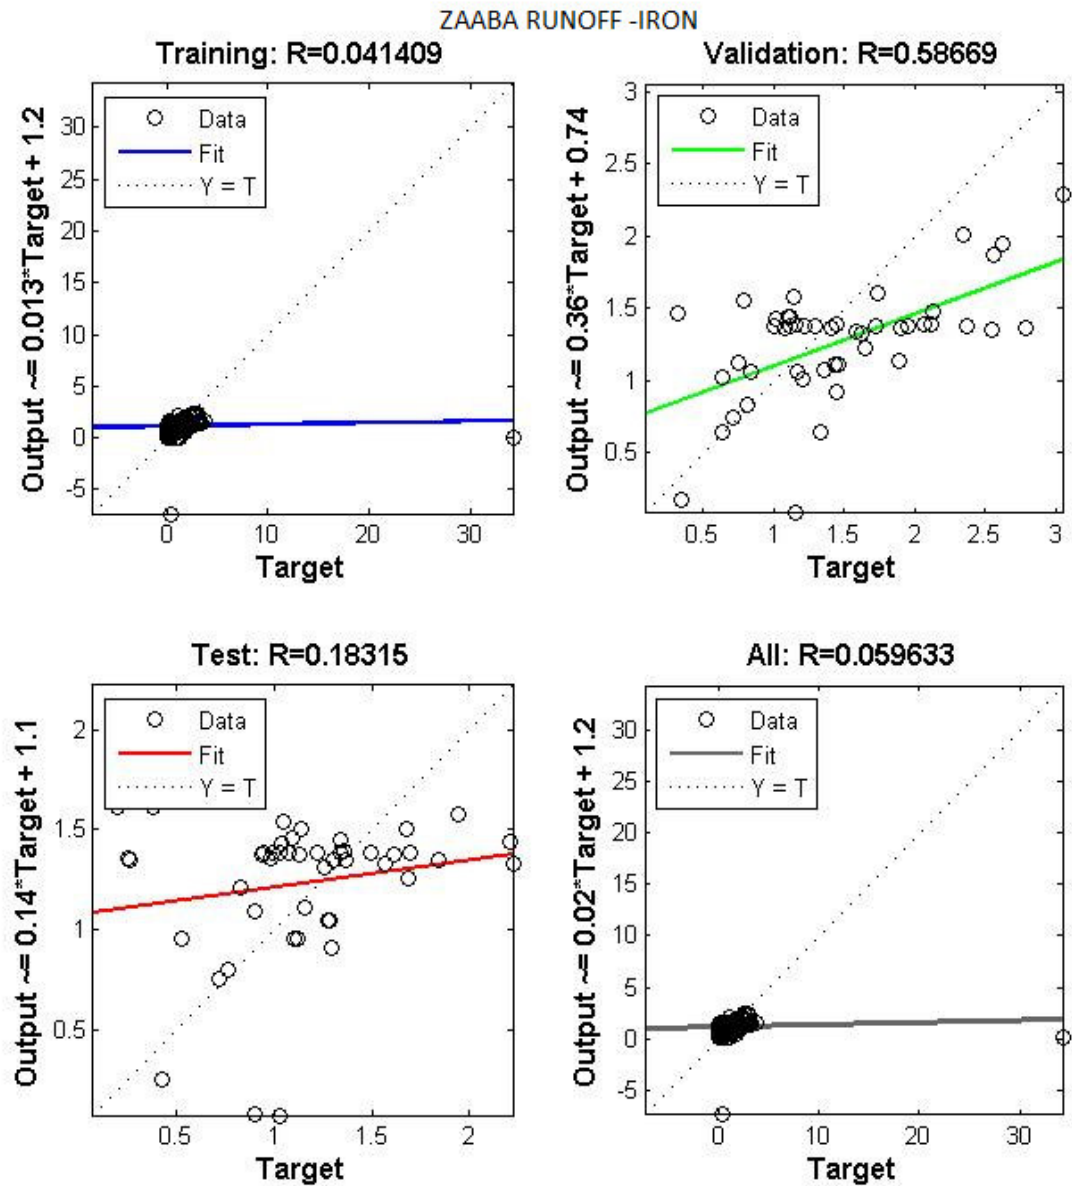 ZAABA RUNOFF -IRON
Training: R=0.041409
Output ~= 0.013*Target + 1.2
Data
Fit
Y = T
30
25
20
15
10
5
0
-5
0 10 20 30
Target
Validation: R=0.58669
Output ~= 0.36*Target + 0.74
Data
Fit
Y = T
3
2.5
2
1.5
1
0.5
0.5 1 1.5 2 2.5 3
Target
Test: R=0.18315
Output ~= 0.14*Target + 1.1
Data
Fit
Y = T
2
1.5
1
0.5
0.5 1 1.5 2
Target
All: R=0.059633
Output ~= 0.02*Target + 1.2
Data
Fit
Y = T
30
25
20
15
10
5
0
-5
0 10 20 30
Target